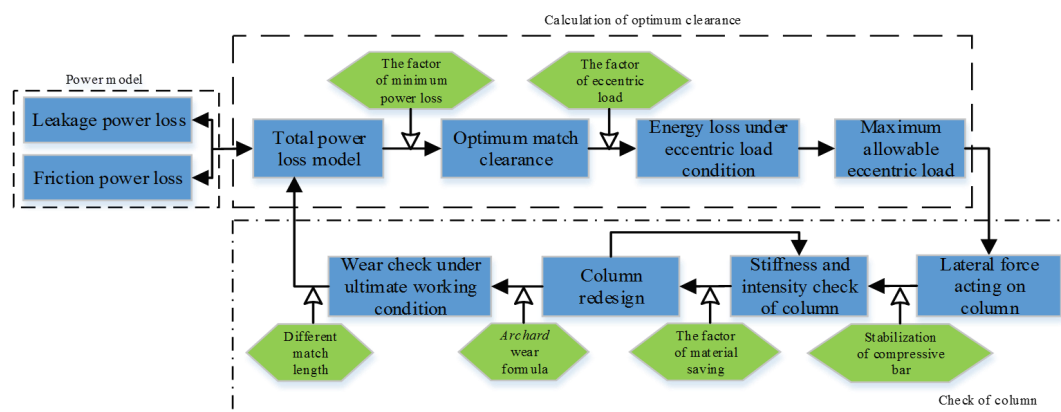 Calculation of optimum clearance
Power model
Leakage power loss
Friction power loss
The factor
of minimum
power loss
The factor
of eccentric
load
Total power
loss model
Optimum match
clearance
Energy loss under
eccentric load
condition
Maximum
allowable
eccentric load
Wear check under
ultimate working
condition
Column
redesign
Stiffness and
intensity check
of column
Lateral force
acting on
column
Different
match
length
Archard
wear
formula
The factor
of material
saving
Stabilization
of compressive
bar
Check of column